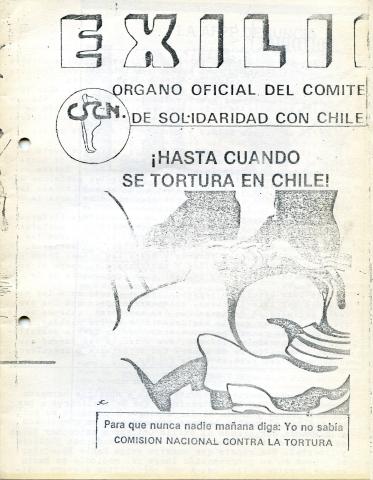 EXILI
ORGANO OFICIAL DEL COMITE
DE SOLIDARIDAD CON CHILE
¡HASTA CUANDO
SE TORTURA EN CHILE!
Para que nunca nadie mañana diga: Yo no sabía
COMISION NACIONAL CONTRA LA TORTURA